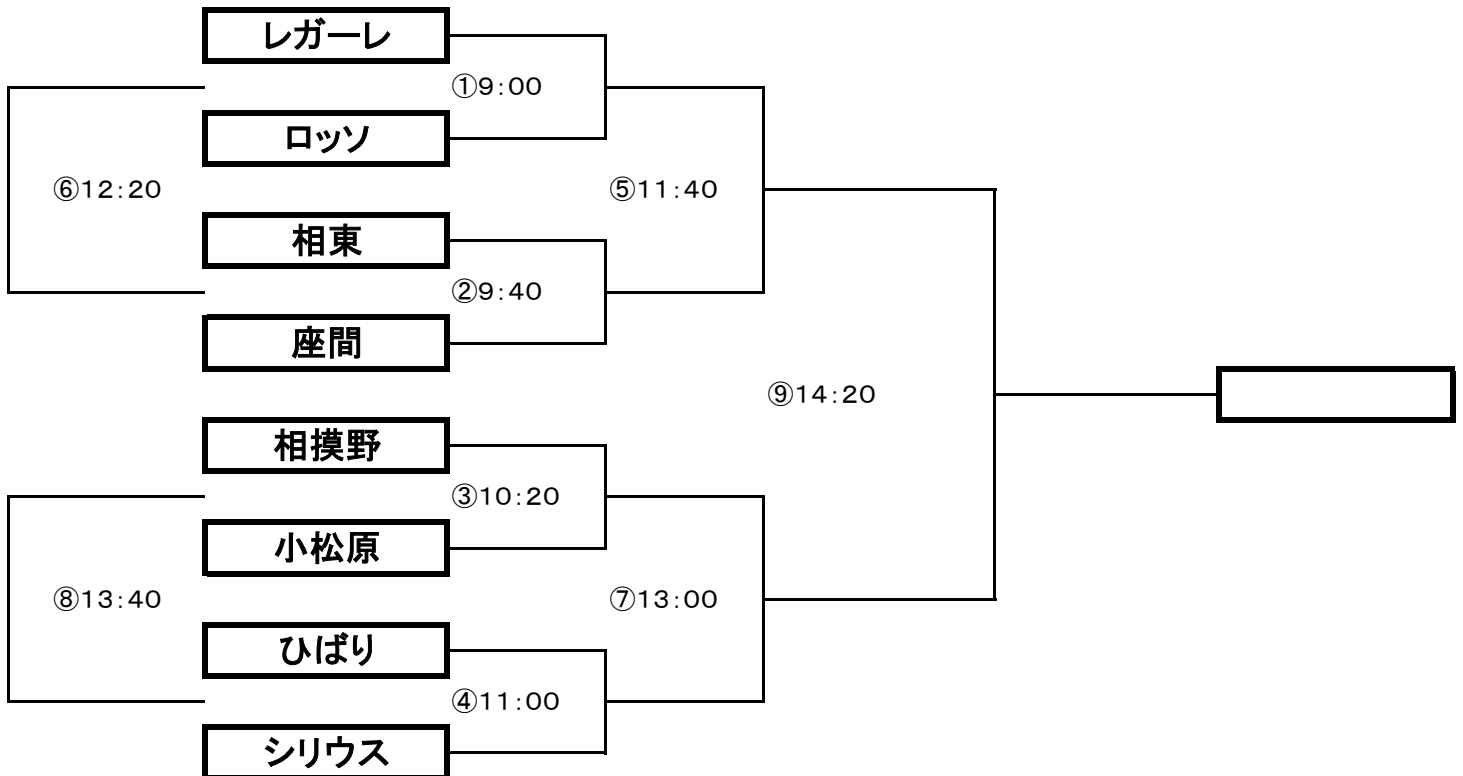 レガーレ
①9:00
ロッソ
⑥12:20
⑤11:40
相東
②9:40
座間
⑨14:20
相摸野
③10:20
小松原
⑧13:40
⑦13:00
ひばり
④11:00
シリウス